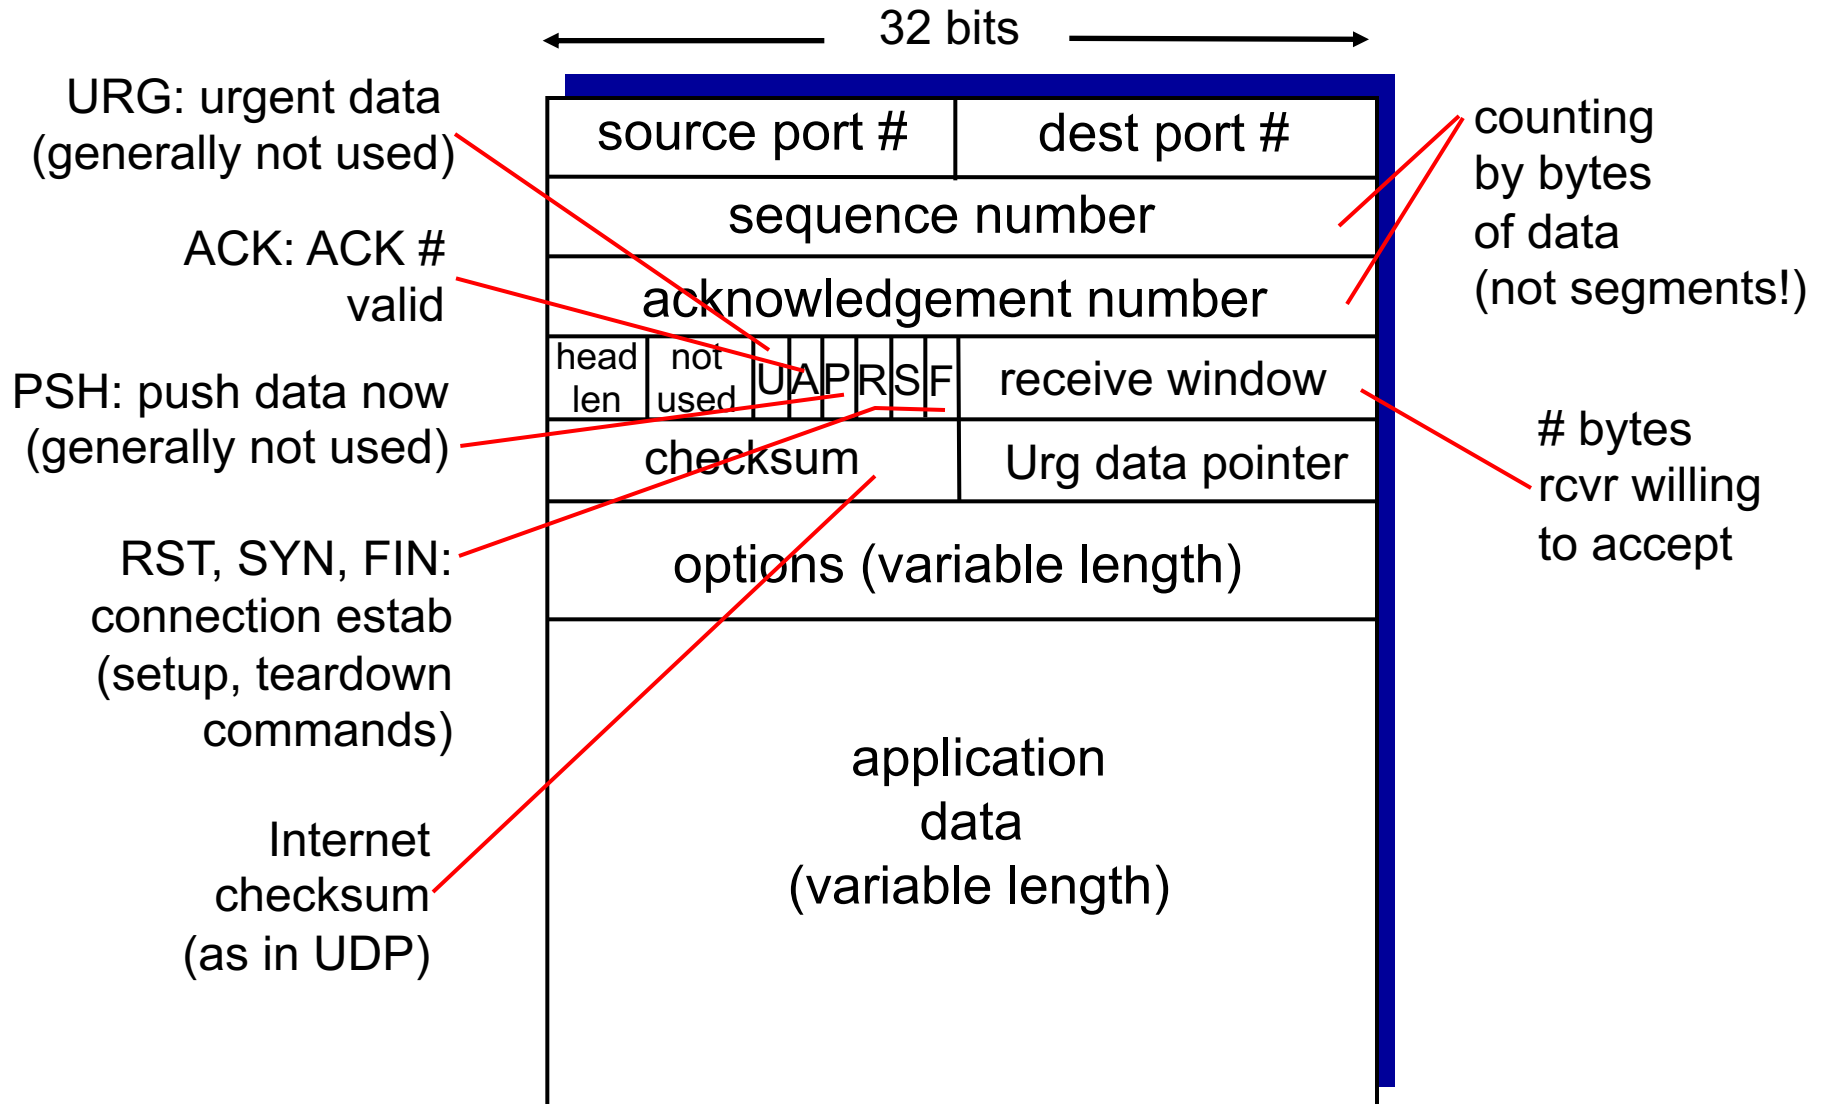 32 bits
URG: urgent data
(generally not used)
ACK: ACK #
valid
PSH: push data now
(generally not used)
RST, SYN, FIN:
connection estab
(setup, teardown
commands)
Internet
checksum
(as in UDP)
source port #
dest port #
sequence number
acknowledgement number
head
len
not
used
U
A
P
R
S
F
receive window
checksum
Urg data pointer
options (variable length)
application
data
(variable length)
counting
by bytes
of data
(not segments!)
# bytes
rcvr willing
to accept